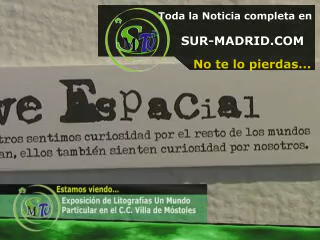 Toda la Noticia completa en
SUR-MADRID.COM
No te lo pierdas...
MTV
ve Espacial
tros sentimos curiosidad por el resto de los mundos
an, ellos también sienten curiosidad por nosotros.
Estamos viendo...
Exposición de Litografías Un Mundo
Particular en el C.C. Villa de Móstoles